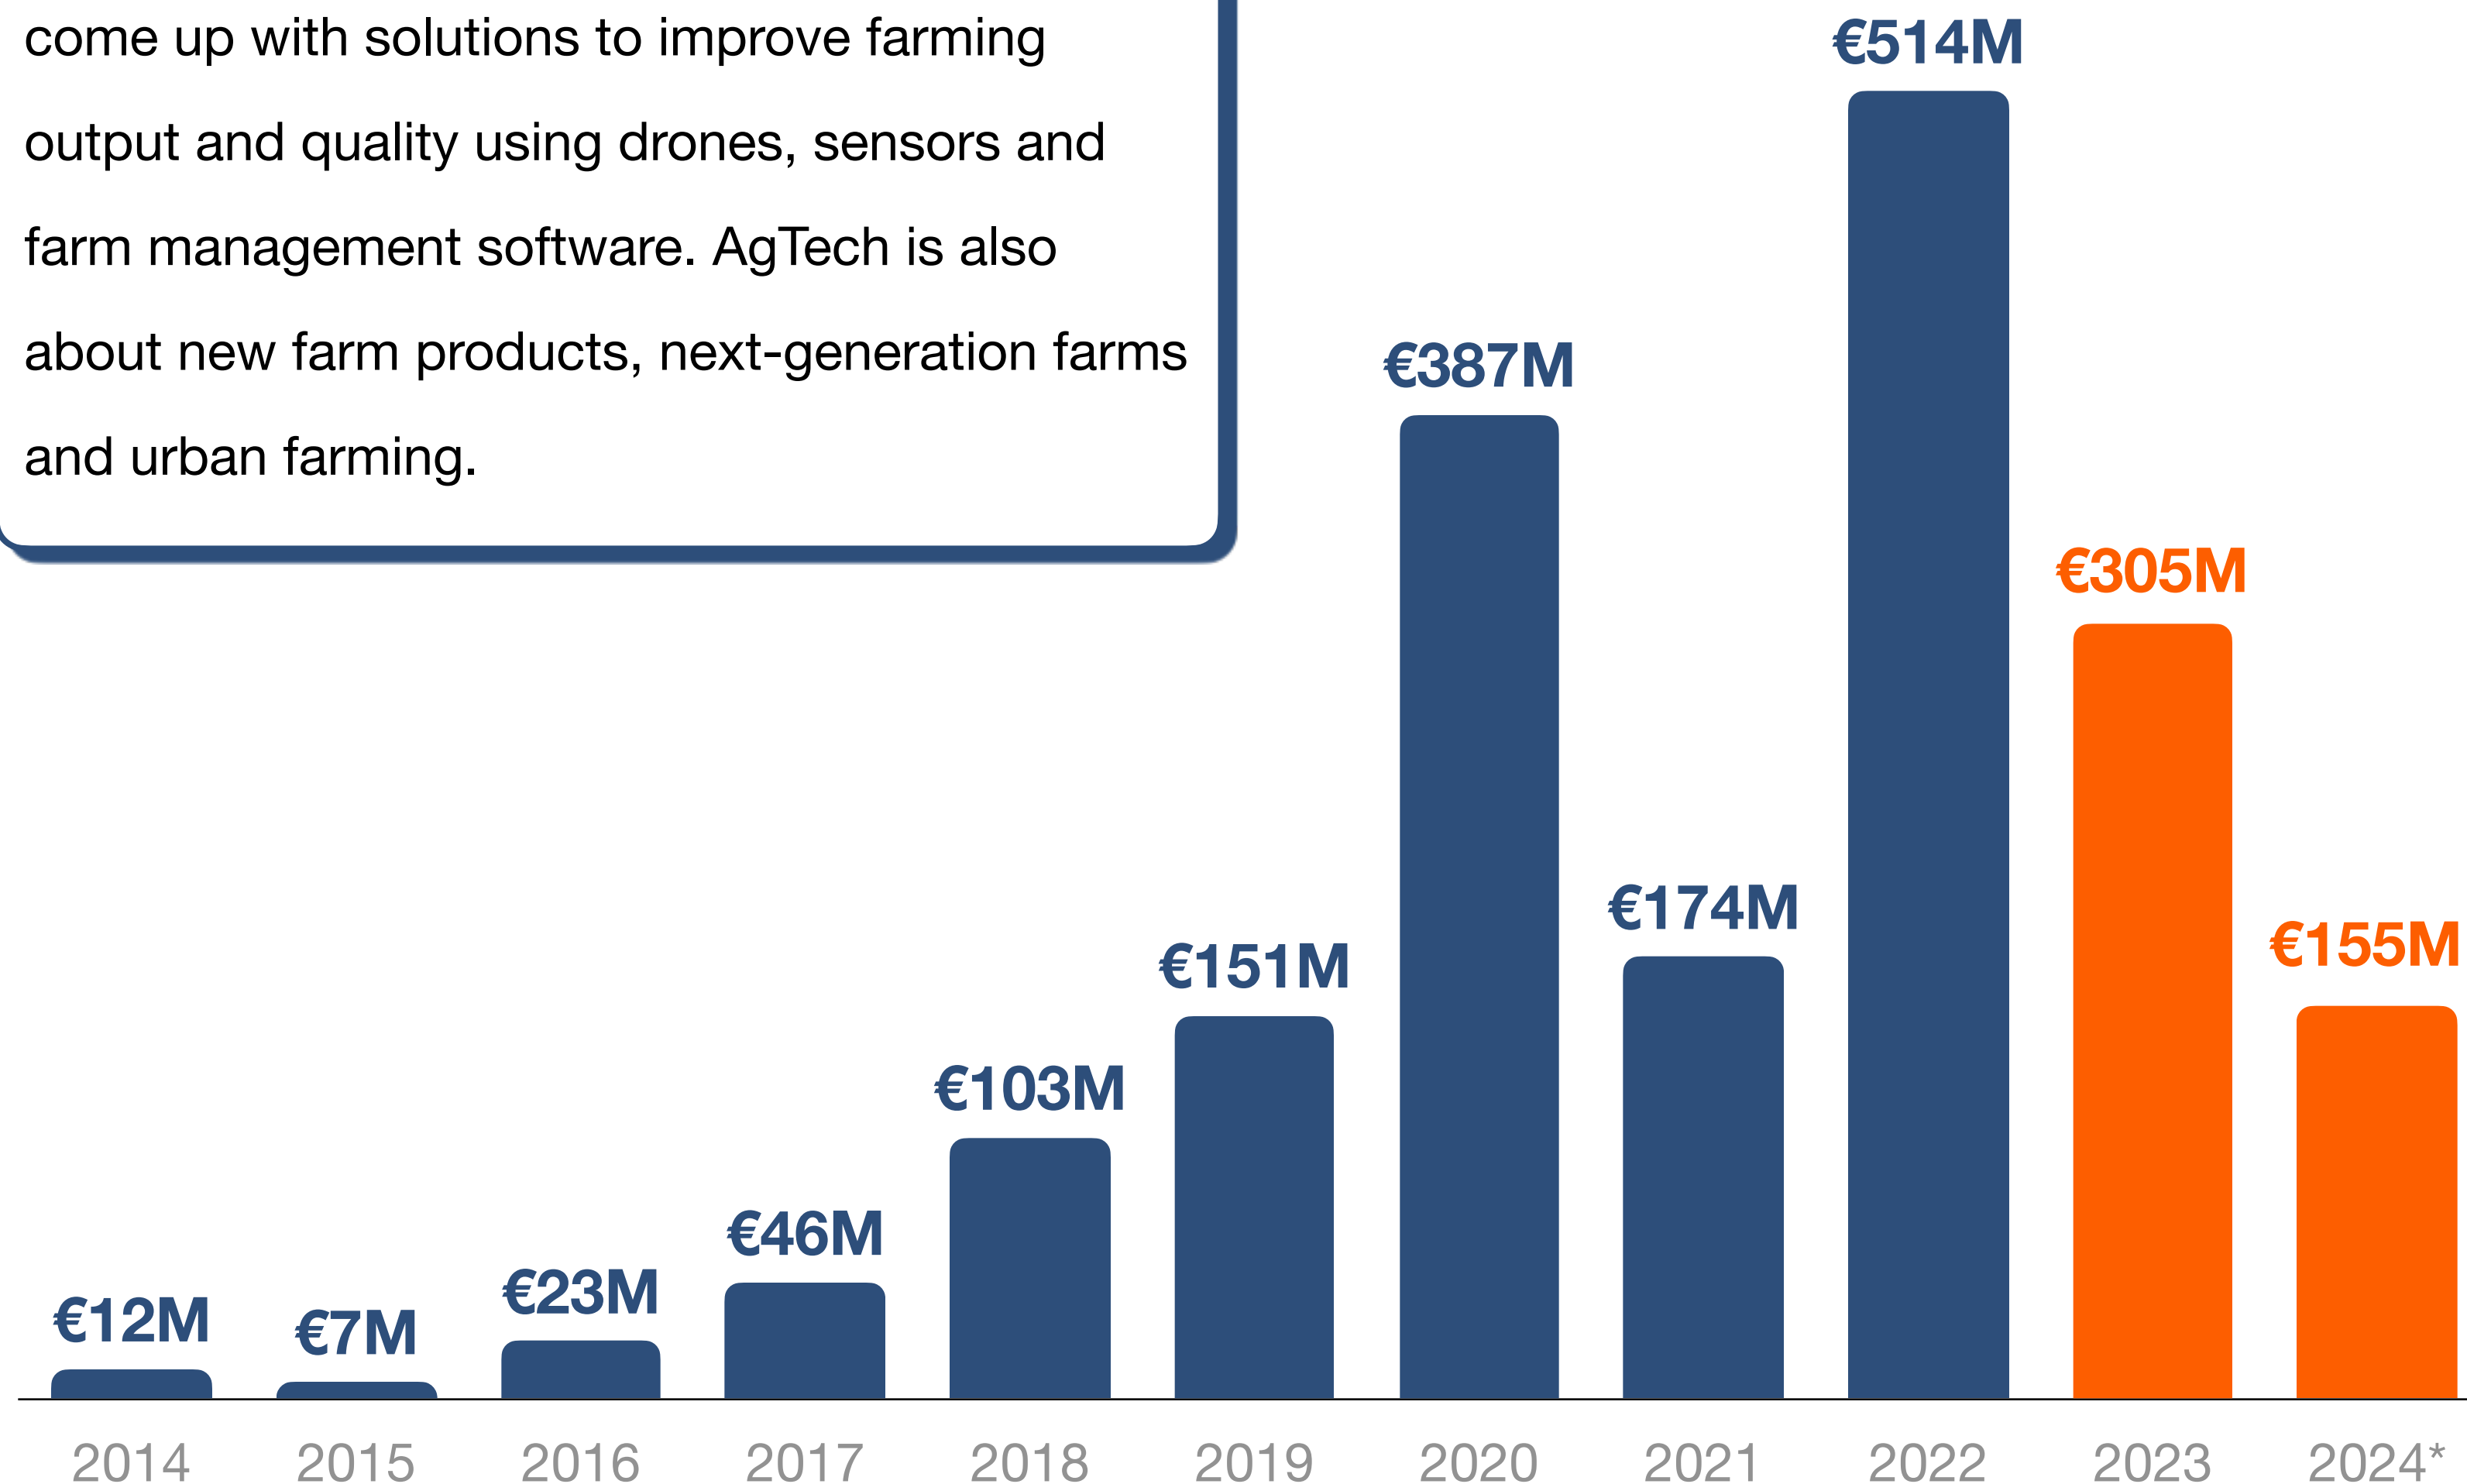 come up with solutions to improve farming
output and quality using drones, sensors and
farm management software. AgTech is also
about new farm products, next-generation farms
and urban farming.
€514M
€387M
€305M
€174M
€155M
€151M
€103M
€46M
€23M
€12M
€7M
2014 2015 2016 2017 2018 2019 2020 2021 2022 2023 2024*